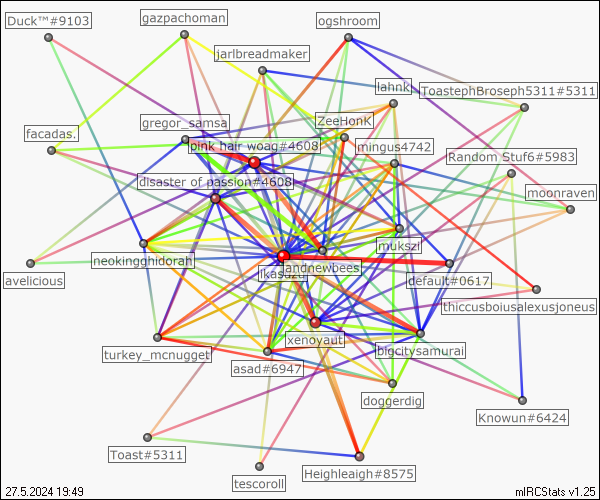 Duck™#9103
gazpachoman
ogshroom
jarlbreadmaker
lahnk
ToastephBroseph5311#5311
facadas.
gregor_samsa
ZeeHonK
pink hair woag#4608
mingus4742
Random Stuf6#5983
disaster of passion#4608
moonraven
mukszil
neokingghidorah
andnewbees
avelicious
default#0617
thiccusboiusalexusjoneus
xenoyaut
turkey_mcnugget
bigcitysamurai
asad#6947
doggerdig
Knowun#6424
Toast#5311
tescoroll
Heighleaigh#8575
27.5.2024 19:49
mIRCStats v1.25